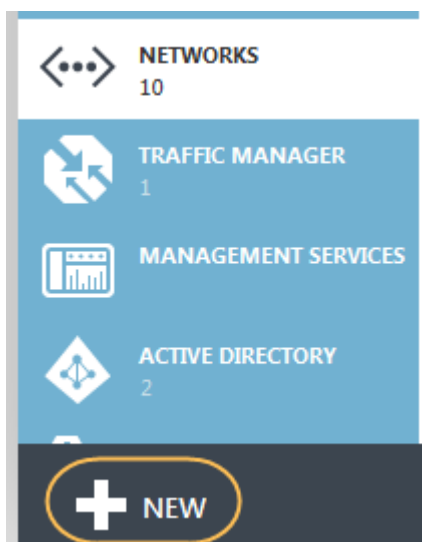 NETWORKS
10
TRAFFIC MANAGER
1
MANAGEMENT SERVICES
ACTIVE DIRECTORY
2
NEW